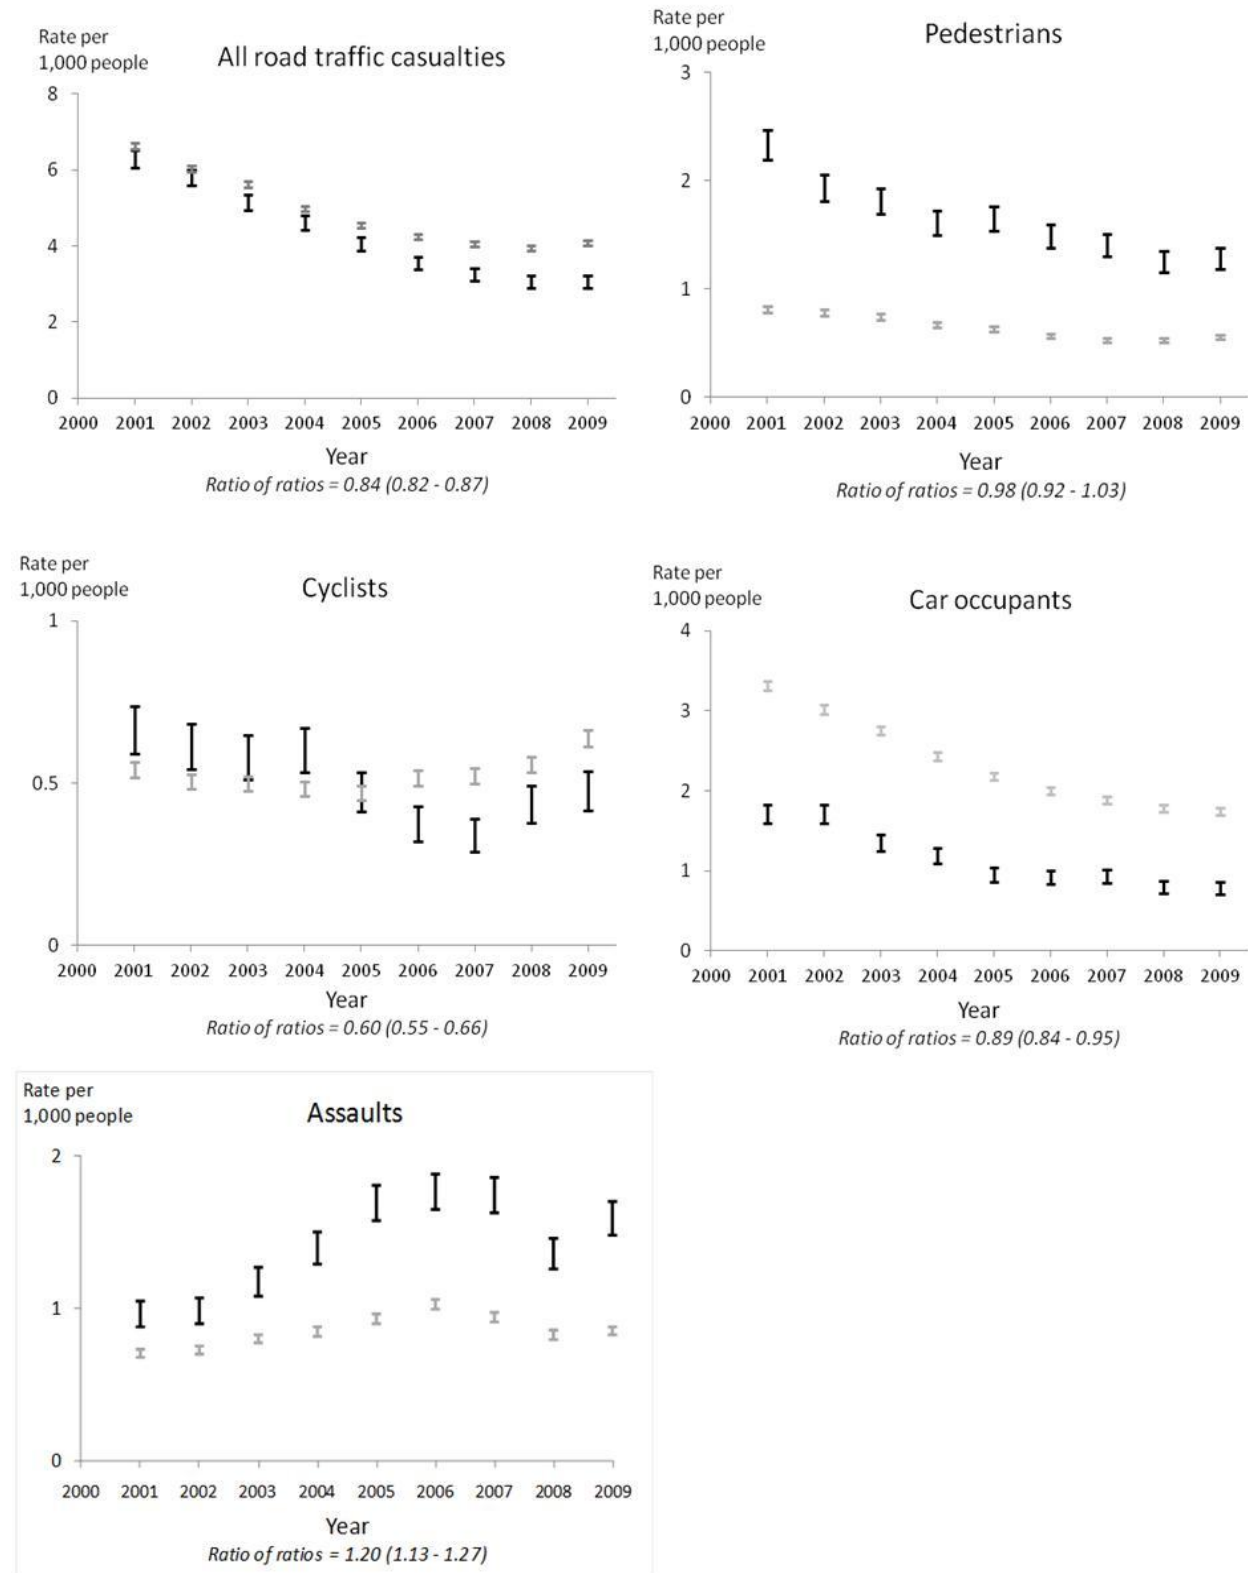 Rate per
1,000 people
All road traffic casualties
8
6
4
2
0
2000 2001 2002 2003 2004 2005 2006 2007 2008 2009
Year
Ratio of ratios = 0.84 (0.82 - 0.87)
Rate per
1,000 people
Pedestrians
3
2
1
0
2000 2001 2002 2003 2004 2005 2006 2007 2008 2009
Year
Ratio of ratios = 0.98 (0.92 - 1.03)
Rate per
1,000 people
Cyclists
1
0.5
0
2000 2001 2002 2003 2004 2005 2006 2007 2008 2009
Year
Ratio of ratios = 0.60 (0.55 - 0.66)
Rate per
1,000 people
Car occupants
4
3
2
1
0
2000 2001 2002 2003 2004 2005 2006 2007 2008 2009
Year
Ratio of ratios = 0.89 (0.84 - 0.95)
Rate per
1,000 people
Assaults
2
1
0
2000 2001 2002 2003 2004 2005 2006 2007 2008 2009
Year
Ratio of ratios = 1.20 (1.13 - 1.27)